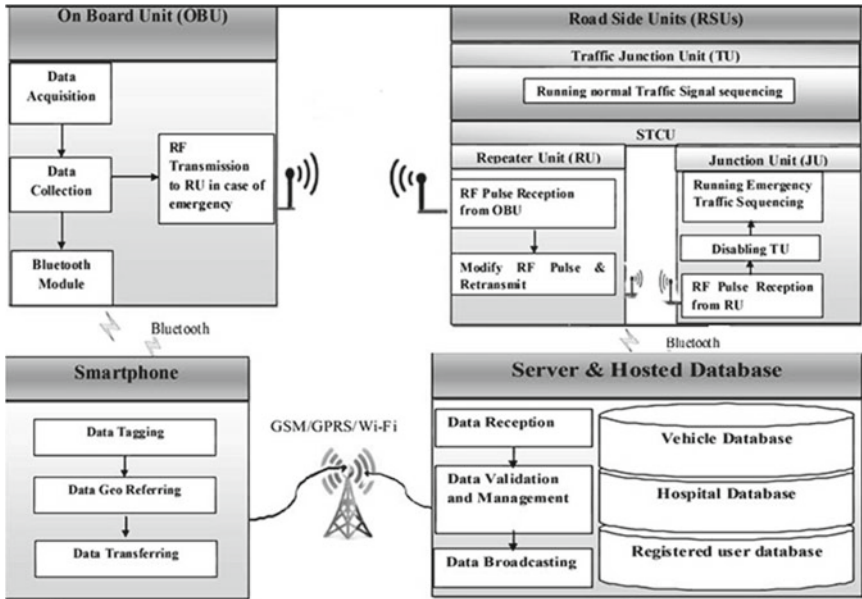 On Board Unit (OBU)
Data
Acquisition
Data
Collection
Bluetooth
Module
RF
Transmission
to RU in case of
emergency
Road Side Units (RSUs)
Traffic Junction Unit (TU)
Running normal Traffic Signal sequencing
STCU
Repeater Unit (RU)
RF Pulse Reception
from OBU
Modify RF Pulse &
Retransmit
Junction Unit (JU)
Running Emergency
Traffic Sequencing
Disabling TU
RF Pulse Reception
from RU
Bluetooth
Bluetooth
Smartphone
Data Tagging
Data Geo Referring
Data Transferring
GSM/GPRS/Wi-Fi
Server & Hosted Database
Data Reception
Data Validation
and Management
Data Broadcasting
Vehicle Database
Hospital Database
Registered user database